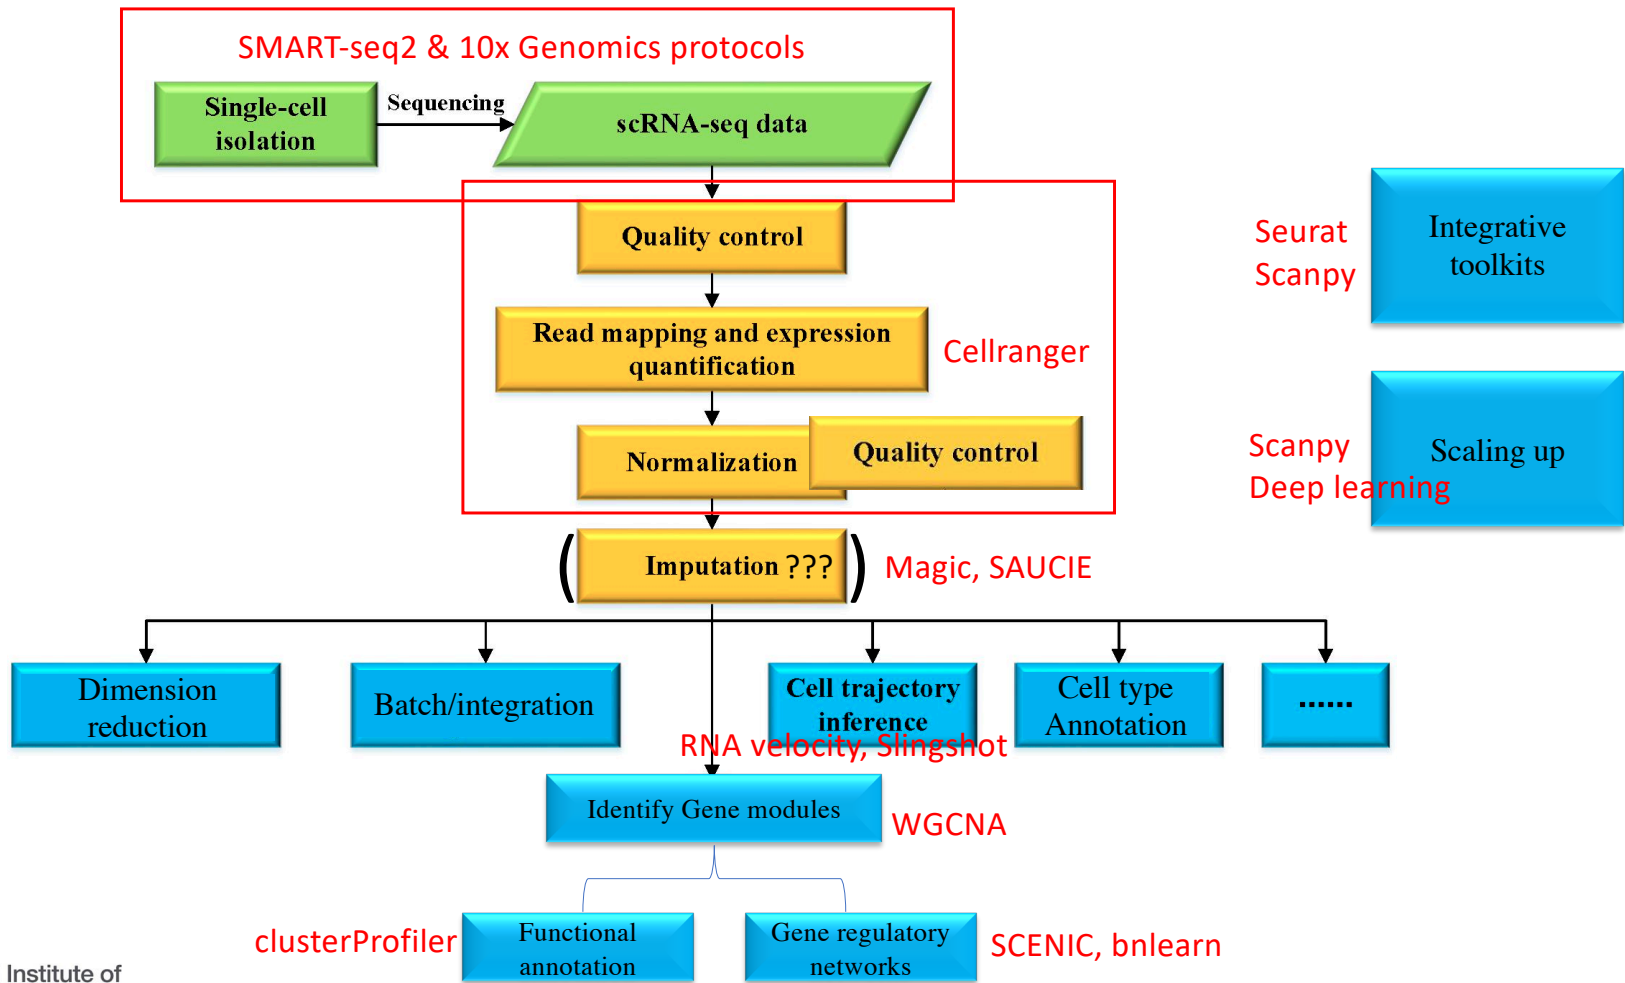 SMART-seq2 & 10x Genomics protocols
Single-cell
isolation
Sequencing
scRNA-seq data
Quality control
Read mapping and expression
quantification
Cellranger
Normalization
Quality control
Imputation ???
( )
Magic, SAUCIE
Seurat
Scanpy
Integrative
toolkits
Scanpy
Deep learning
Scaling up
Dimension
reduction
Batch/integration
Cell trajectory
inference
RNA velocity, Slingshot
Cell type
Annotation
......
Identify Gene modules
WGCNA
clusterProfiler
Functional
annotation
Gene regulatory
networks
SCENIC, bnlearn
Institute of